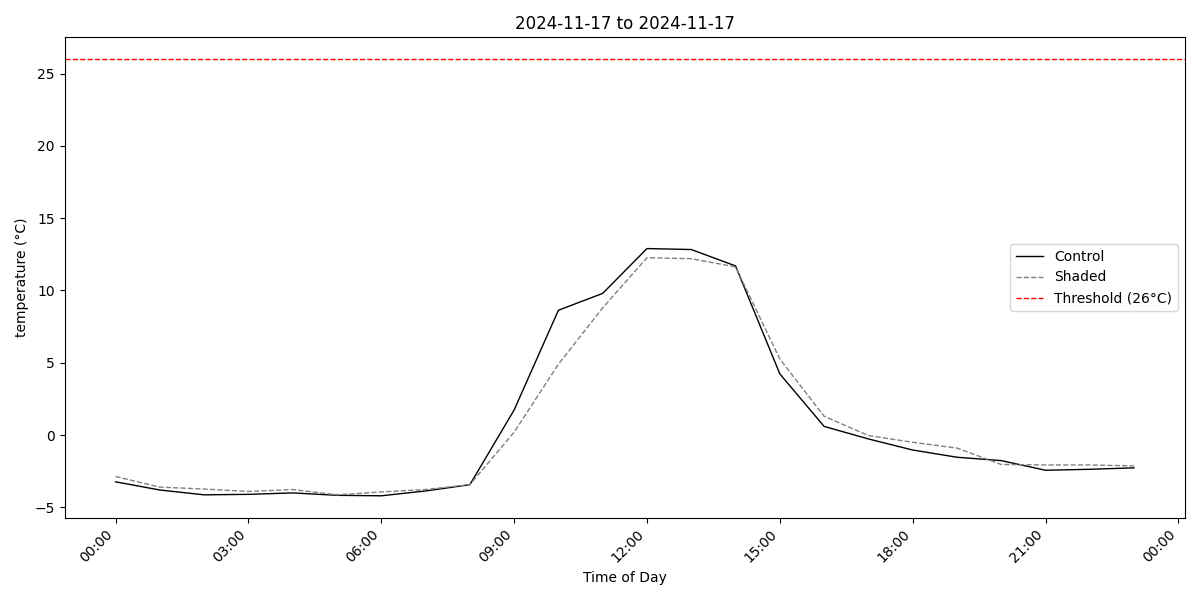 2024-11-17 to 2024-11-17
temperature (°C)
25
20
15
10
5
0
−5
Control
Shaded
Threshold (26°C)
00:00
03:00
06:00
09:00
12:00
15:00
18:00
21:00
00:00
Time of Day